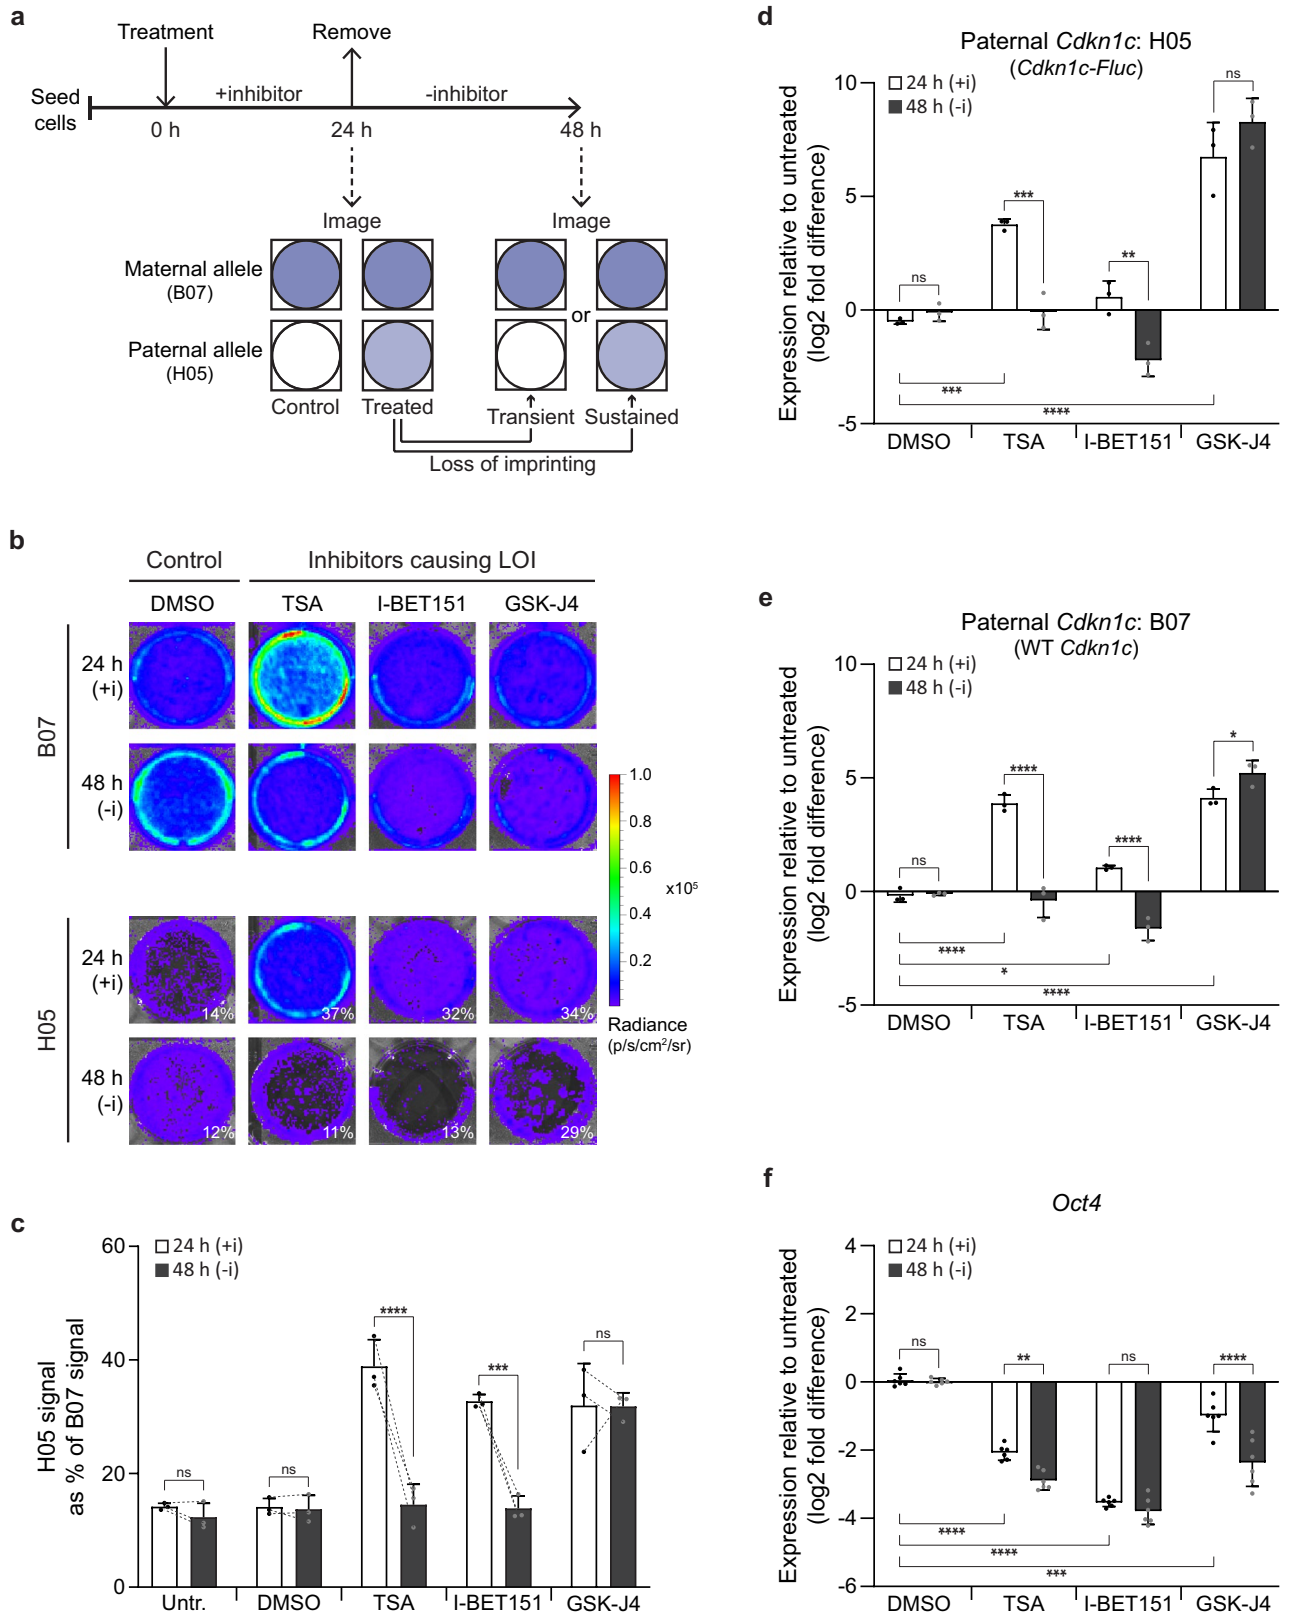 a
Treatment
Remove
Seed
cells
+inhibitor
-inhibitor
0 h
24 h
48 h
Image
Image
Maternal allele
(B07)
or
Paternal allele
(H05)
Control
Treated
Transient
Sustained
Loss of imprinting
b
Control
Inhibitors causing LOI
DMSO
TSA
I-BET151
GSK-J4
B07
24 h
(+i)
48 h
(-i)
H05
24 h
(+i)
14%
37%
32%
34%
48 h
(-i)
12%
11%
13%
29%
1.0
0.8
0.6
0.4
0.2
x10⁵
Radiance
(p/s/cm²/sr)
c
H05 signal
as % of B07 signal
60
40
20
0
24 h (+i)
48 h (-i)
ns
ns
****
***
ns
Untr.
DMSO
TSA
I-BET151
GSK-J4
d
Paternal Cdkn1c: H05
(Cdkn1c-Fluc)
Expression relative to untreated
(log2 fold difference)
10
5
0
-5
24 h (+i)
48 h (-i)
ns
***
**
ns
***
****
DMSO
TSA
I-BET151
GSK-J4
e
Paternal Cdkn1c: B07
(WT Cdkn1c)
Expression relative to untreated
(log2 fold difference)
10
5
0
-5
24 h (+i)
48 h (-i)
ns
****
****
*
****
*
****
DMSO
TSA
I-BET151
GSK-J4
f
Oct4
Expression relative to untreated
(log2 fold difference)
4
2
0
-2
-4
-6
24 h (+i)
48 h (-i)
ns
**
ns
****
****
****
***
DMSO
TSA
I-BET151
GSK-J4